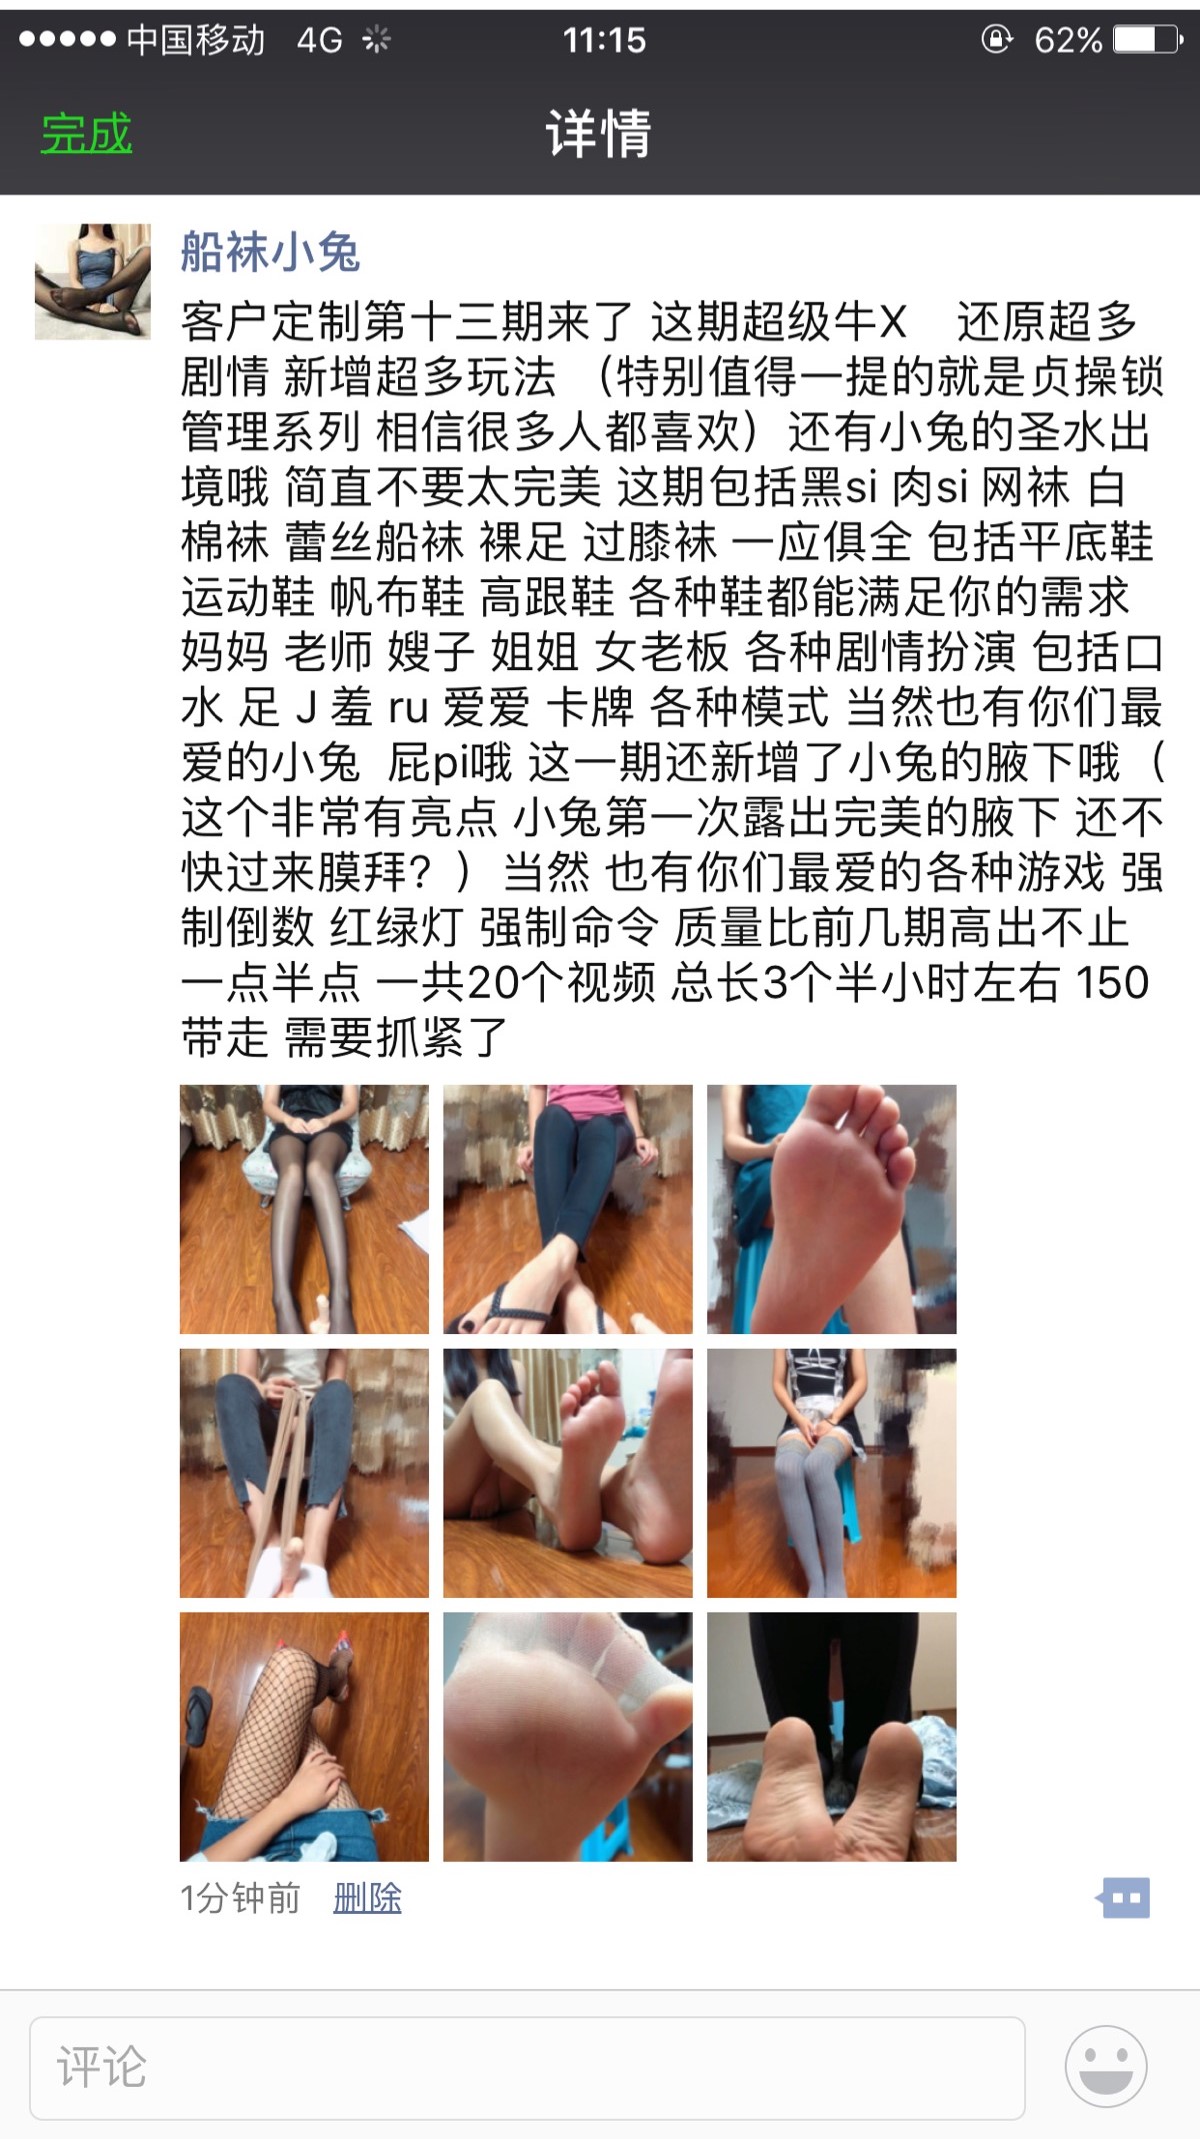 中国移动 4G 11:15 62%
完成 详情
船袜小兔
客户定制第十三期来了 这期超级牛X 还原超多
剧情 新增超多玩法 （特别值得一提的就是贞操锁
管理系列 相信很多人都喜欢）还有小兔的圣水出
境哦 简直不要太完美 这期包括黑si 肉si 网袜 白
棉袜 蕾丝船袜 裸足 过膝袜 一应俱全 包括平底鞋
运动鞋 帆布鞋 高跟鞋 各种鞋都能满足你的需求
妈妈 老师 嫂子 姐姐 女老板 各种剧情扮演 包括口
水 足 J 羞 ru 爱爱 卡牌 各种模式 当然也有你们最
爱的小兔 屁pi哦 这一期还新增了小兔的腋下哦（
这个非常有亮点 小兔第一次露出完美的腋下 还不
快过来膜拜？） 当然 也有你们最爱的各种游戏 强
制倒数 红绿灯 强制命令 质量比前几期高出不止
一点半点 一共20个视频 总长3个半小时左右 150
带走 需要抓紧了
1分钟前 删除
评论